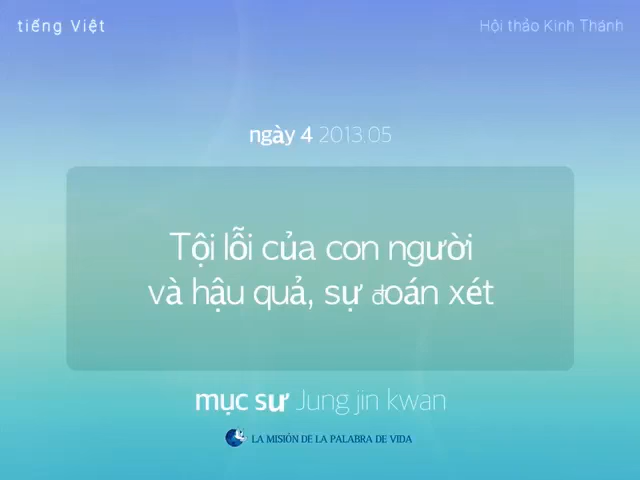 tiếng Việt
Hội thảo Kinh Thánh
ngày 4 2013.05
Tội lỗi của con người
và hậu quả, sự đoán xét
mục sư Jung jin kwan
LA MISIÓN DE LA PALABRA DE VIDA